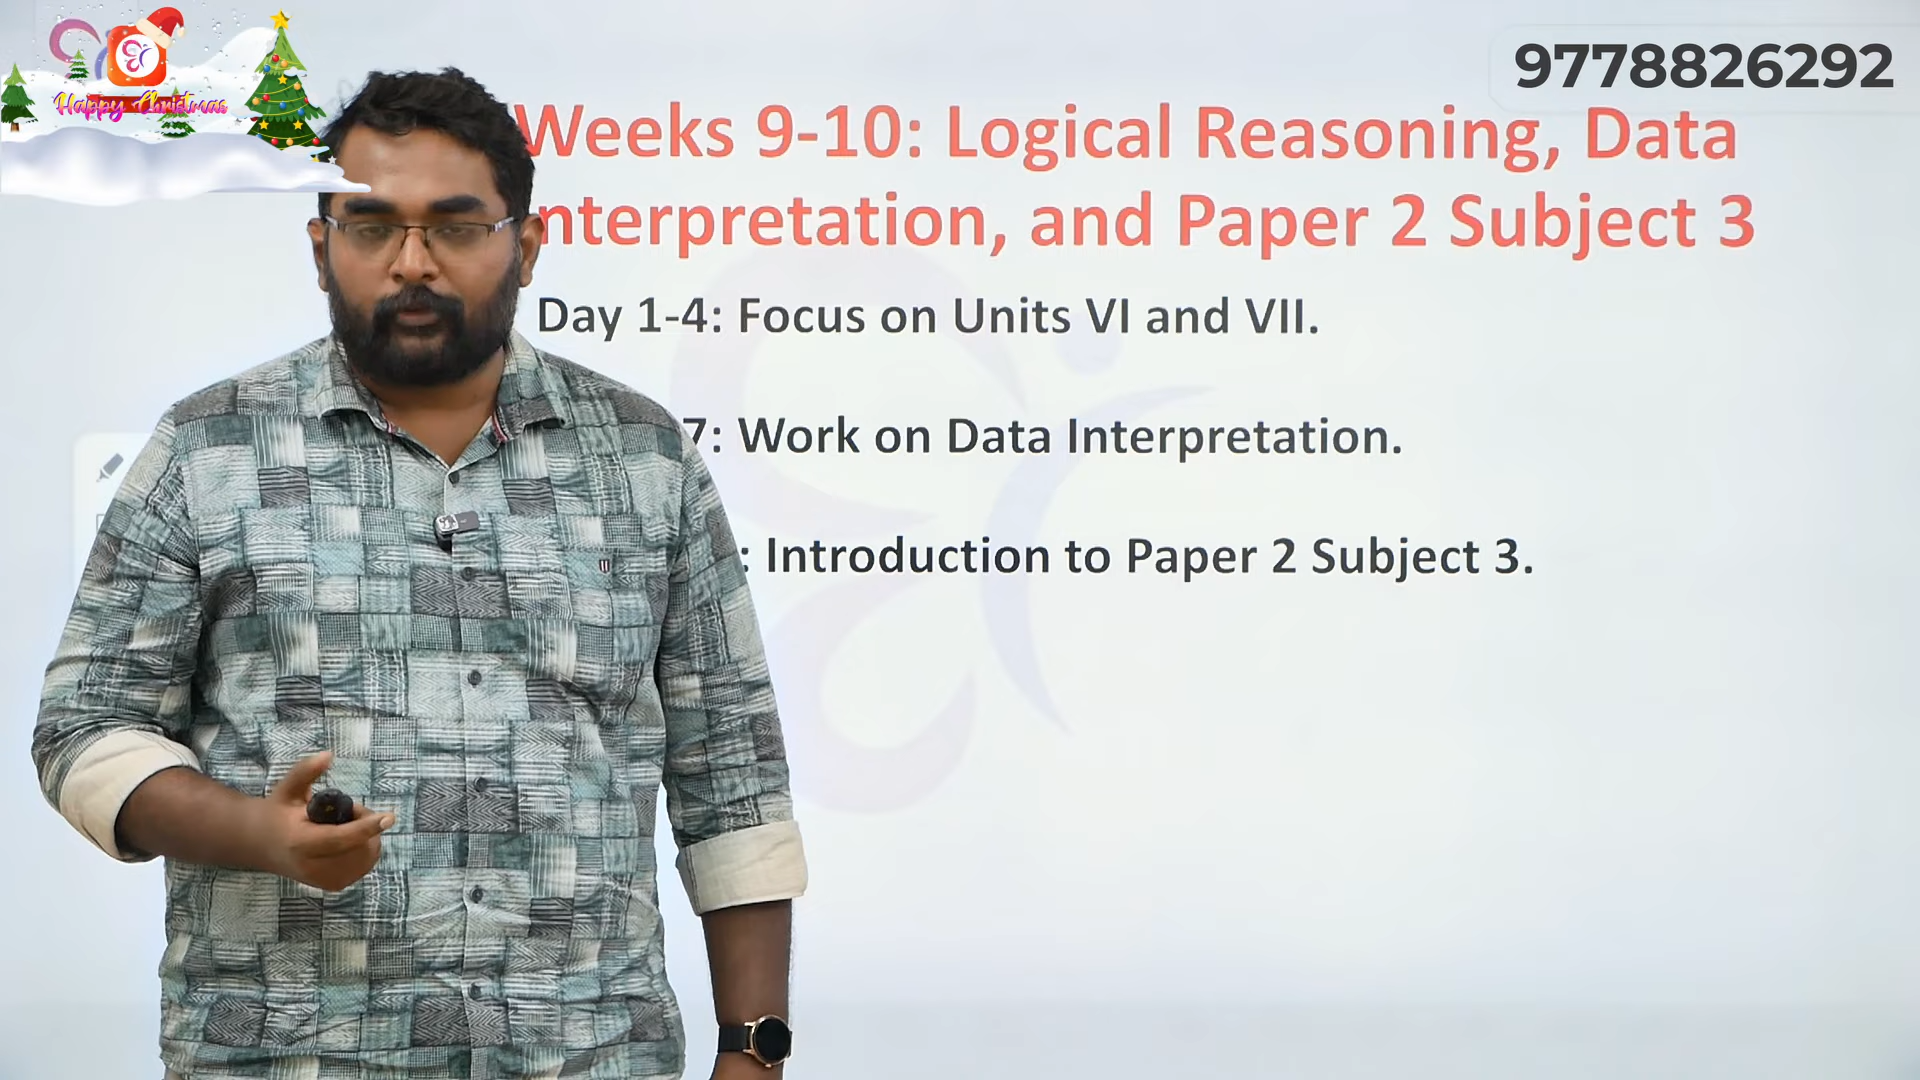 Happy Christmas
9778826292
Weeks 9-10: Logical Reasoning, Data
nterpretation, and Paper 2 Subject 3
Day 1-4: Focus on Units VI and VII.
7: Work on Data Interpretation.
: Introduction to Paper 2 Subject 3.